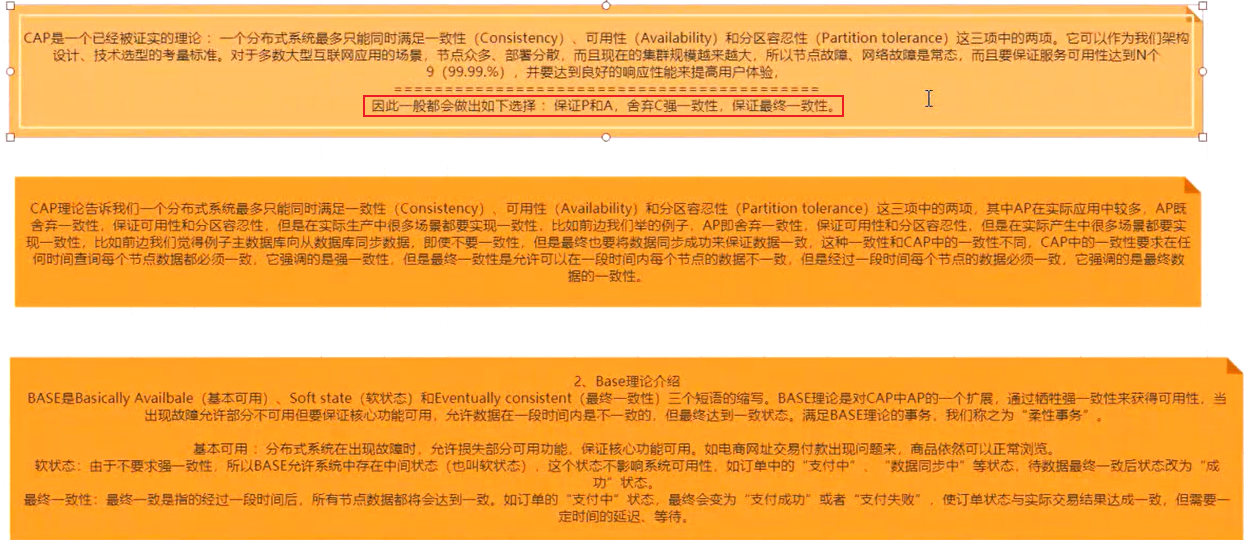 CAP是一个已经被证实的理论：一个分布式系统最多只能同时满足一致性（Consistency）、可用性（Availability）和分区容忍性（Partition tolerance）这三项中的两项。它可以作为我们架构
设计、技术选型的考量标准。对于多数大型互联网应用的场景，节点众多、部署分散，而且现在的集群规模越来越大，所以节点故障、网络故障是常态，而且要保证服务可用性达到N个
9（99.99.%），并要达到良好的响应性能来提高用户体验，
========================================
因此一般都会做出如下选择：保证P和A，舍弃C强一致性，保证最终一致性。
CAP理论告诉我们一个分布式系统最多只能同时满足一致性（Consistency）、可用性（Availability）和分区容忍性（Partition tolerance）这三项中的两项，其中AP在实际应用中较多，AP既
舍弃一致性，保证可用性和分区容忍性，但是在实际生产中很多场景都要实现一致性，比如前边我们举的例子，AP即舍弃一致性，保证可用性和分区容忍性，但是在实际产生中很多场景都要实
现一致性，比如前边我们觉得例子主数据库向从数据库同步数据，即使不要一致性，但是最终也要将数据同步成功来保证数据一致，这种一致性和CAP中的一致性不同，CAP中的一致性要求在任
何时间查询每个节点数据都必须一致，它强调的是强一致性，但是最终一致性是允许可以在一段时间内每个节点的数据不一致，但是经过一段时间每个节点的数据必须一致，它强调的是最终数
据的一致性。
2、Base理论介绍
BASE是Basically Availbale（基本可用）、Soft state（软状态）和Eventually consistent（最终一致性）三个短语的缩写。BASE理论是对CAP中AP的一个扩展，通过牺牲强一致性来获得可用性，当
出现故障允许部分不可用但要保证核心功能可用，允许数据在一段时间内是不一致的，但最终达到一致状态。满足BASE理论的事务，我们称之为“柔性事务”。
基本可用：分布式系统在出现故障时，允许损失部分可用功能，保证核心功能可用。如电商网址交易付款出现问题来，商品依然可以正常浏览。
软状态：由于不要求强一致性，所以BASE允许系统中存在中间状态（也叫软状态），这个状态不影响系统可用性，如订单中的“支付中”、“数据同步中”等状态，待数据最终一致后状态改为“成
功”状态。
最终一致性：最终一致是指的经过一段时间后，所有节点数据都将会达到一致。如订单的“支付中”状态，最终会变为“支付成功”或者“支付失败”，使订单状态与实际交易结果达成一致，但需要一
定时间的延迟、等待。